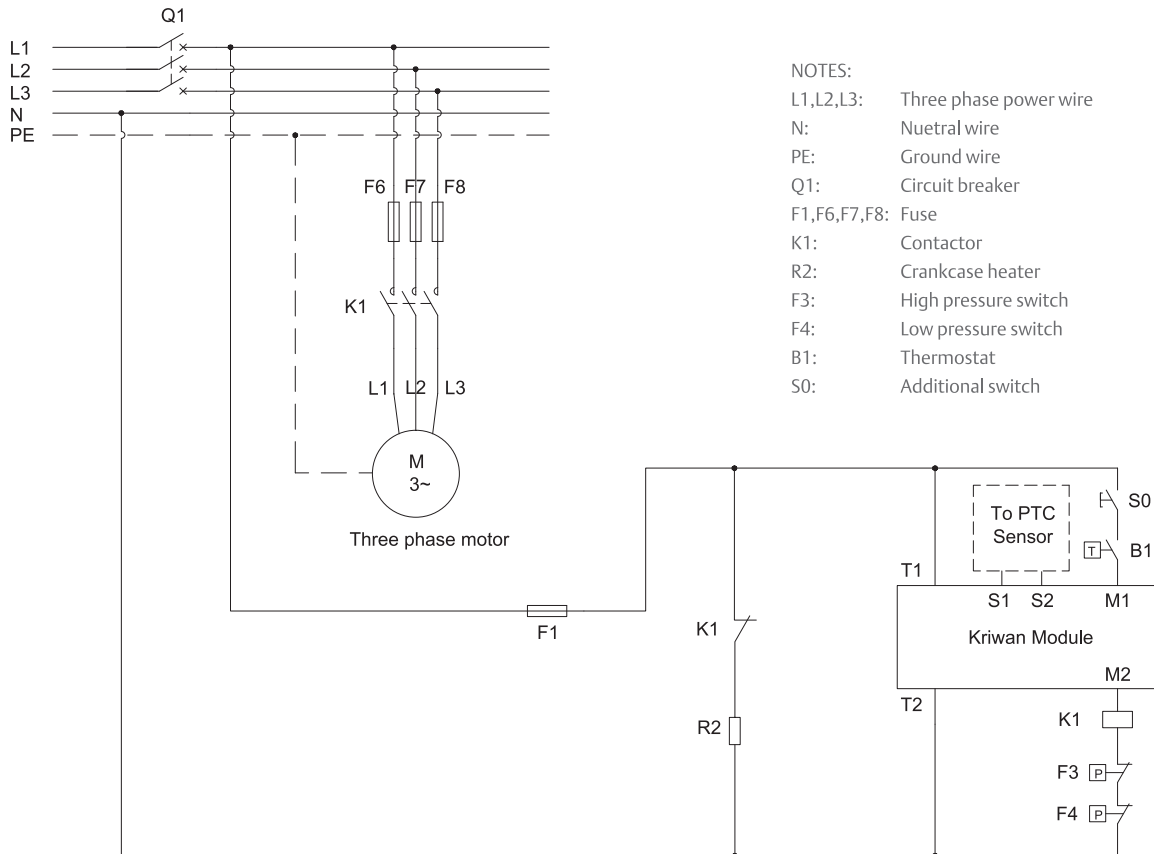 Q1
L1
L2
L3
N
PE
F6 F7 F8
K1
L1 L2 L3
M
3~
Three phase motor
F1
NOTES:
L1,L2,L3: Three phase power wire
N: Nuetral wire
PE: Ground wire
Q1: Circuit breaker
F1,F6,F7,F8: Fuse
K1: Contactor
R2: Crankcase heater
F3: High pressure switch
F4: Low pressure switch
B1: Thermostat
S0: Additional switch
To PTC
Sensor
S0
T B1
T1
S1 S2 M1
Kriwan Module
M2
T2
K1
R2
K1
F3 P
F4 P